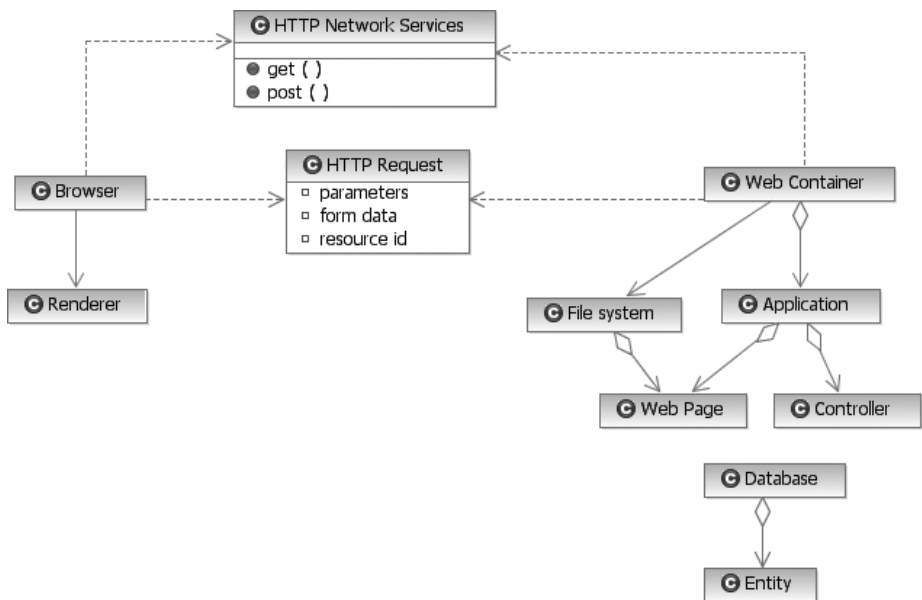 C HTTP Network Services
get ( )
post ( )
C HTTP Request
parameters
form data
resource id
C Browser
C Web Container
C Renderer
C File system
C Application
C Web Page
C Controller
C Database
C Entity